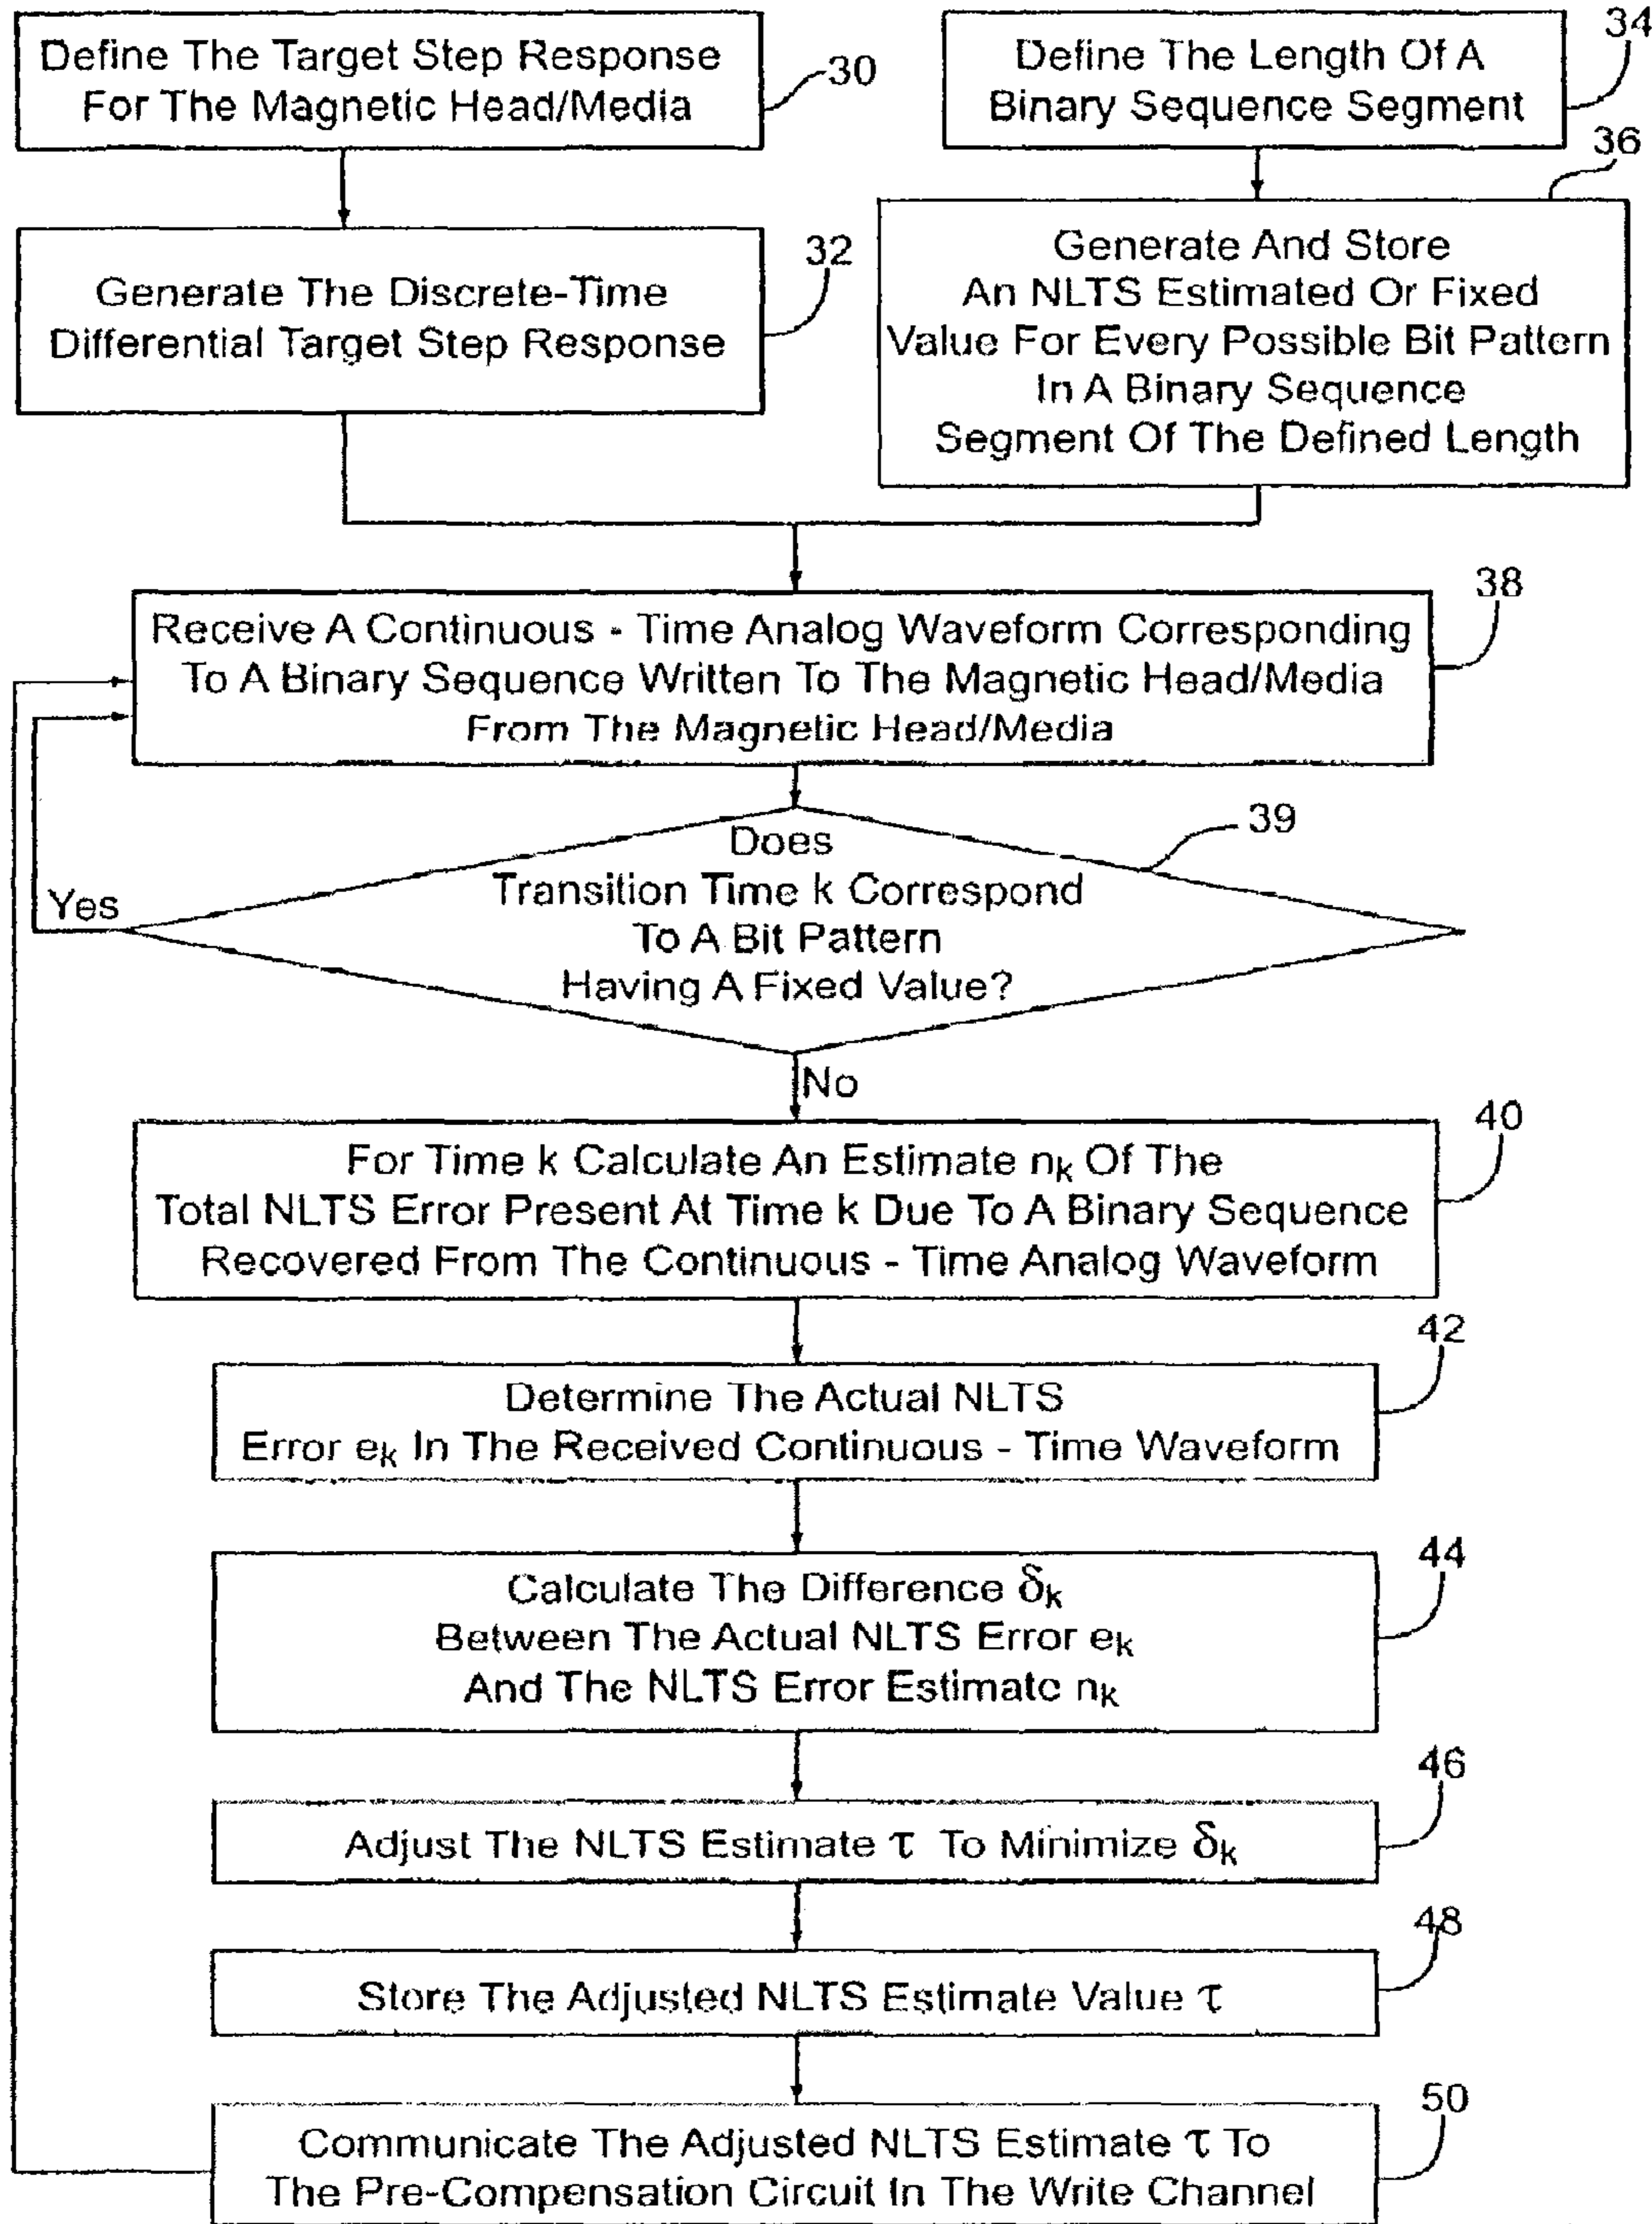 Define The Target Step Response
For The Magnetic Head/Media
30
Define The Length Of A
Binary Sequence Segment
34
Generate The Discrete-Time
Differential Target Step Response
32
36
Generate And Store
An NLTS Estimated Or Fixed
Value For Every Possible Bit Pattern
In A Binary Sequence
Segment Of The Defined Length
38
Receive A Continuous - Time Analog Waveform Corresponding
To A Binary Sequence Written To The Magnetic Head/Media
From The Magnetic Head/Media
39
Does
Transition Time k Correspond
To A Bit Pattern
Having A Fixed Value?
Yes
No
40
For Time k Calculate An Estimate nk Of The
Total NLTS Error Present At Time k Due To A Binary Sequence
Recovered From The Continuous - Time Analog Waveform
42
Determine The Actual NLTS
Error ek In The Received Continuous - Time Waveform
44
Calculate The Difference δk
Between The Actual NLTS Error ek
And The NLTS Error Estimate nk
46
Adjust The NLTS Estimate τ To Minimize δk
48
Store The Adjusted NLTS Estimate Value τ
50
Communicate The Adjusted NLTS Estimate τ To
The Pre-Compensation Circuit In The Write Channel